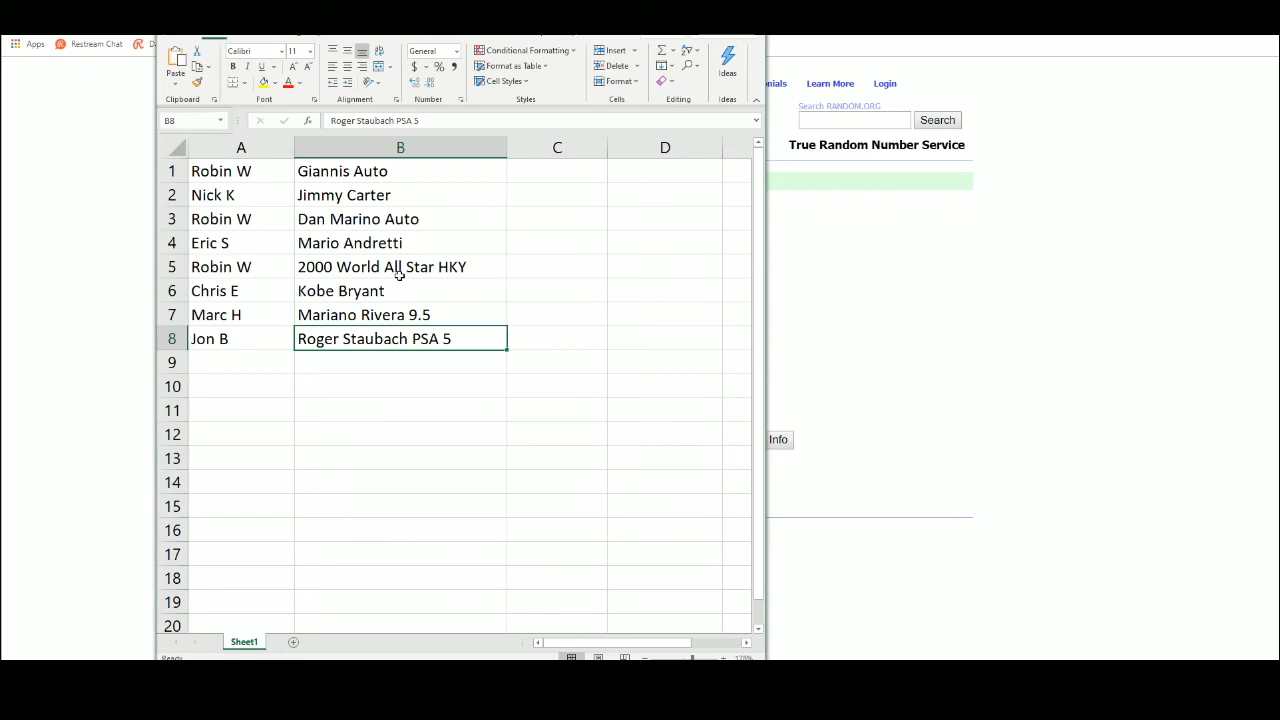 Apps Restream Chat
Calibri 11 General Conditional Formatting Insert
Paste B I U A A $ % Format as Table Delete Ideas
A Cell Styles Format
Clipboard Font Alignment Number Styles Cells Editing Ideas
B8 fx Roger Staubach PSA 5
A B C D
1 Robin W Giannis Auto
2 Nick K Jimmy Carter
3 Robin W Dan Marino Auto
4 Eric S Mario Andretti
5 Robin W 2000 World All Star HKY
6 Chris E Kobe Bryant
7 Marc H Mariano Rivera 9.5
8 Jon B Roger Staubach PSA 5
9
10
11
12
13
14
15
16
17
18
19
20
Sheet1
Learn More Login
Search RANDOM.ORG
Search
True Random Number Service
Info